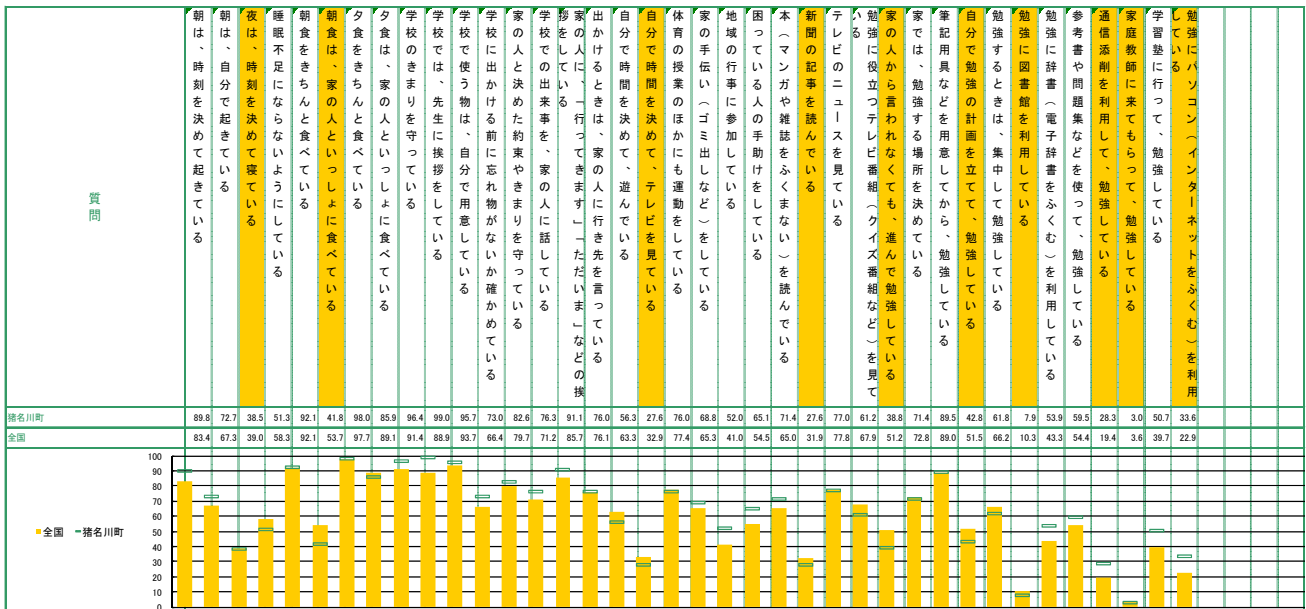 質問
朝は、時刻を決めて起きている
朝は、自分で起きている
夜は、時刻を決めて寝ている
睡眠不足にならないようにしている
朝食をきちんと食べている
朝食は、家の人といっしょに食べている
夕食をきちんと食べている
夕食は、家の人といっしょに食べている
学校のきまりを守っている
学校では、先生に挨拶をしている
学校で使う物は、自分で用意している
学校に出かける前に忘れ物がないか確かめている
家の人と決めた約束やきまりを守っている
学校での出来事を、家の人に話している
家の人に、「行ってきます」「ただいま」などの挨
拶をしている
出かけるときは、家の人に行き先を言っている
自分で時間を決めて、遊んでいる
自分で時間を決めて、テレビを見ている
体育の授業のほかにも運動をしている
家の手伝い（ゴミ出しなど）をしている
地域の行事に参加している
困っている人の手助けをしている
本（マンガや雑誌をふくまない）を読んでいる
新聞の記事を読んでいる
テレビのニュースを見ている
勉強に役立つテレビ番組（クイズ番組など）を見て
いる
家の人から言われなくても、進んで勉強している
家では、勉強する場所を決めている
筆記用具などを用意してから、勉強している
自分で勉強の計画を立てて、勉強している
勉強するときは、集中して勉強している
勉強に図書館を利用している
勉強に辞書（電子辞書をふくむ）を利用している
参考書や問題集などを使って、勉強している
通信添削を利用して、勉強している
家庭教師に来てもらって、勉強している
学習塾に行って、勉強している
勉強にパソコン（インターネットをふくむ）を利用
している
猪名川町 89.8 72.7 38.5 51.3 92.1 41.8 98.0 85.9 96.4 99.0 95.7 73.0 82.6 76.3 91.1 76.0 56.3 27.6 76.0 68.8 52.0 65.1 71.4 27.6 77.0 61.2 38.8 71.4 89.5 42.8 61.8 7.9 53.9 59.5 28.3 3.0 50.7 33.6
全国 83.4 67.3 39.0 58.3 92.1 53.7 97.7 89.1 91.4 88.9 93.7 66.4 79.7 71.2 85.7 76.1 63.3 32.9 77.4 65.3 41.0 54.5 65.0 31.9 77.8 67.9 51.2 72.8 89.0 51.5 66.2 10.3 43.3 54.4 19.4 3.6 39.7 22.9
100
90
80
70
60
50
40
30
20
10
0
全国 猪名川町